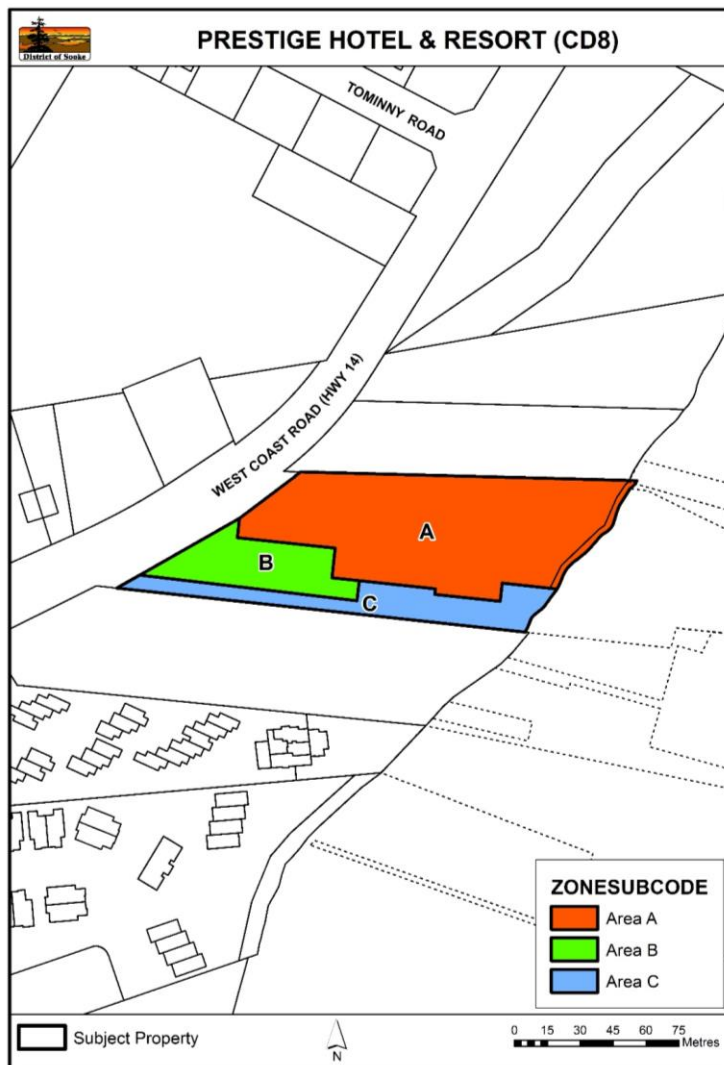 District of Sooke
PRESTIGE HOTEL & RESORT (CD8)
TOMINNY ROAD
WEST COAST ROAD (HWY 14)
A
B
C
ZONESUBCODE
Area A
Area B
Area C
Subject Property
N
0 15 30 45 60 75
Metres